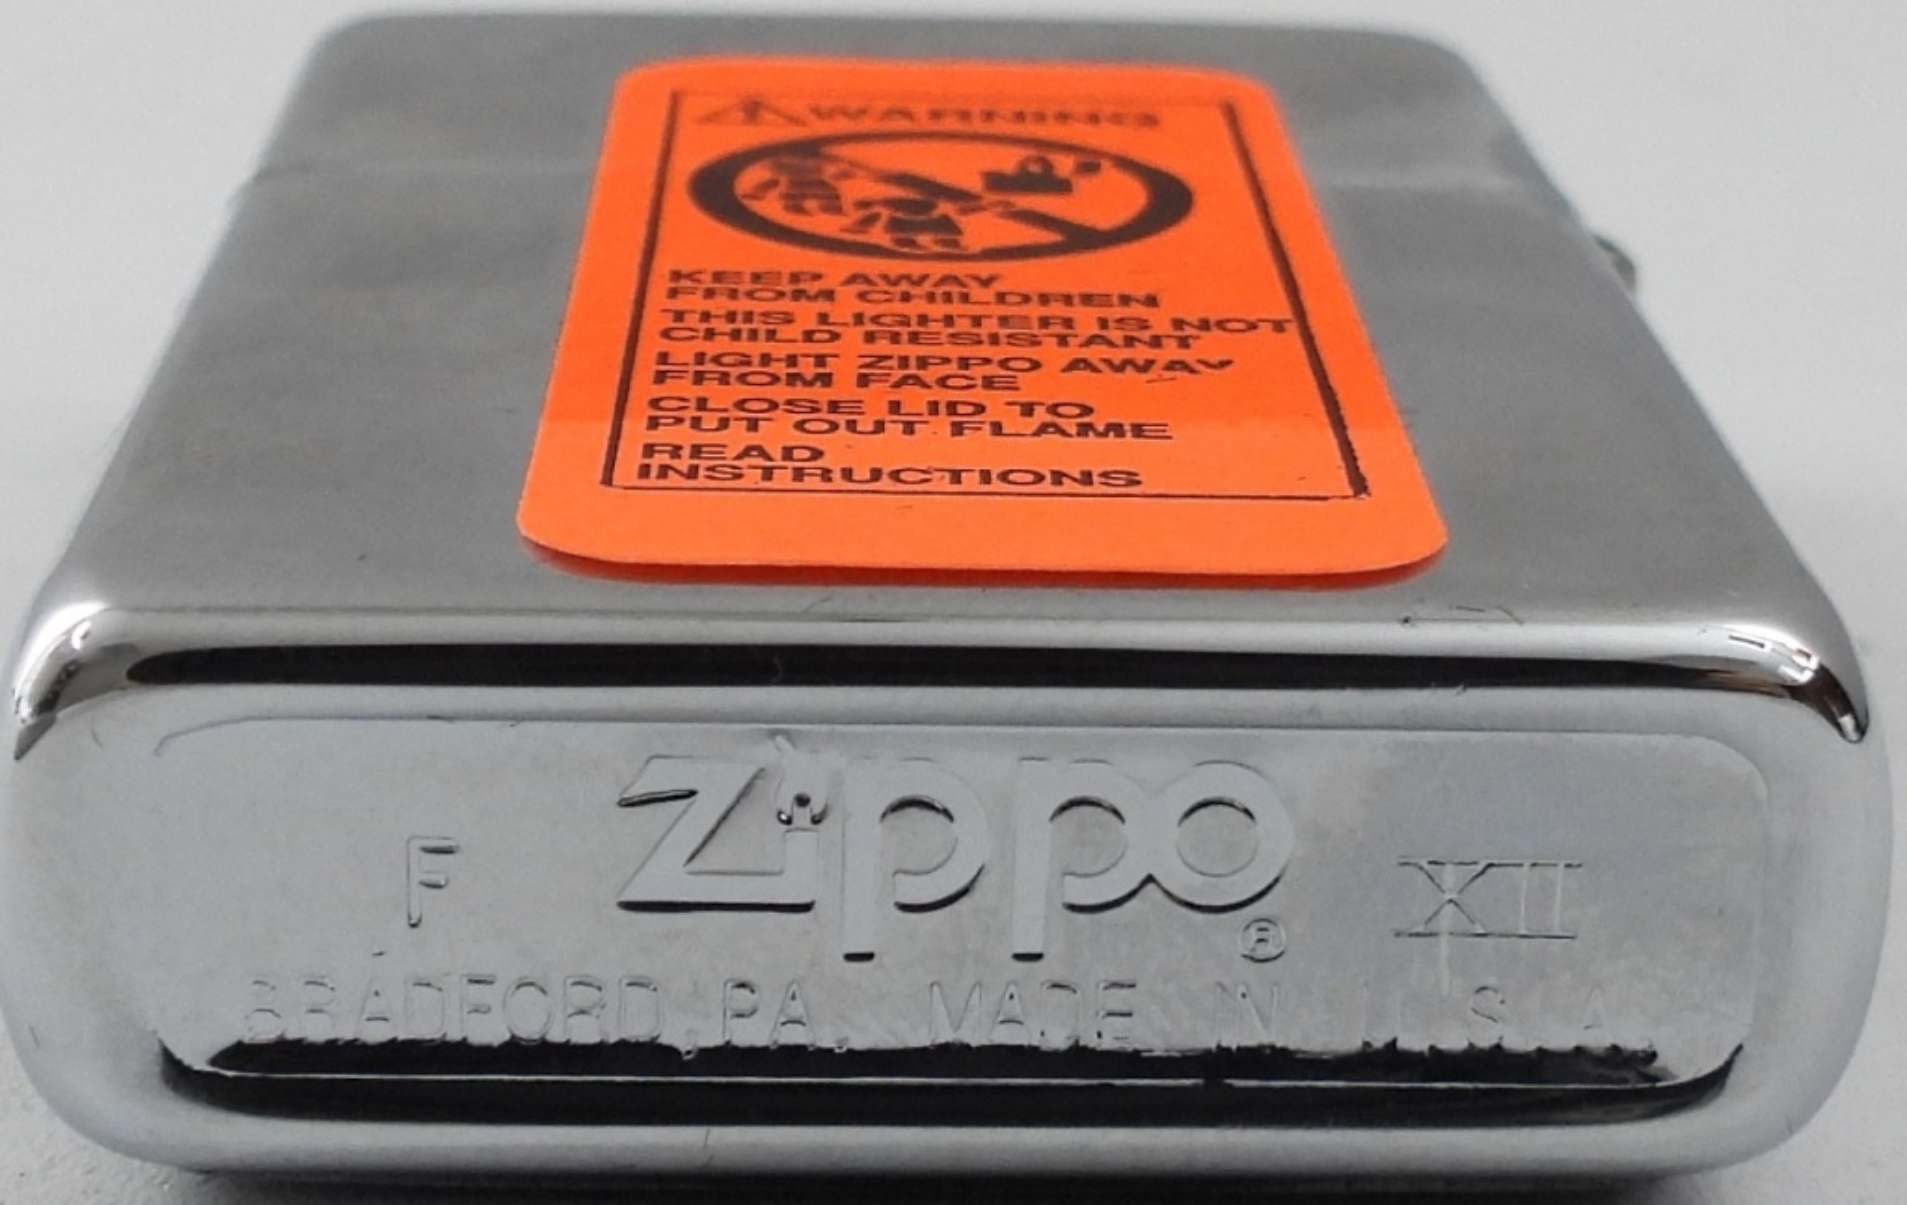 WARNING
KEEP AWAY
FROM CHILDREN
THIS LIGHTER IS NOT
CHILD RESISTANT
LIGHT ZIPPO AWAY
FROM FACE
CLOSE LID TO
PUT OUT FLAME
READ
INSTRUCTIONS
F Zippo ® XII
BRADFORD, PA. MADE IN U.S.A.